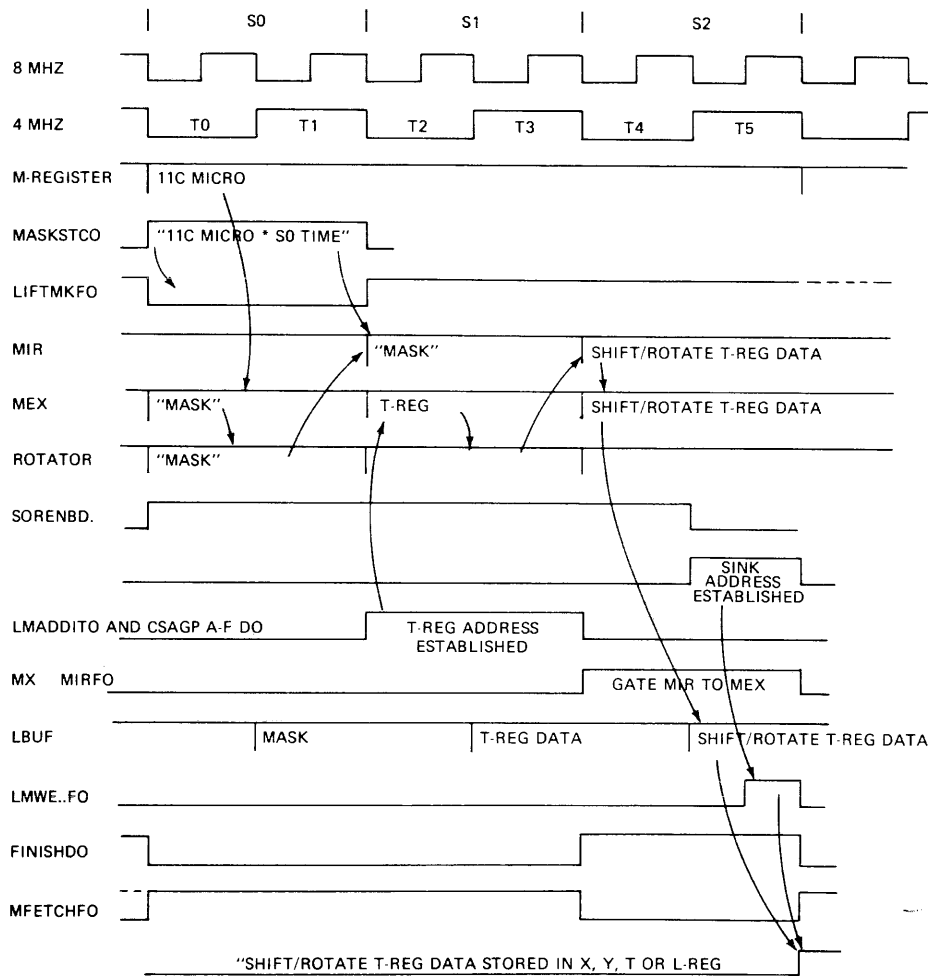 S0 S1 S2
8 MHZ
4 MHZ T0 T1 T2 T3 T4 T5
M-REGISTER 11C MICRO
MASKSTCO "11C MICRO * S0 TIME"
LIFTMKFO
MIR "MASK" SHIFT/ROTATE T-REG DATA
MEX "MASK" T-REG SHIFT/ROTATE T-REG DATA
ROTATOR "MASK"
SORENBD.
SINK
ADDRESS
ESTABLISHED
LMADDITO AND CSAGP A-F DO T-REG ADDRESS
ESTABLISHED
MX MIRFO GATE MIR TO MEX
LBUF MASK T-REG DATA SHIFT/ROTATE T-REG DATA
LMWE..FO
FINISHDO
MFETCHFO
"SHIFT/ROTATE T-REG DATA STORED IN X, Y, T OR L-REG